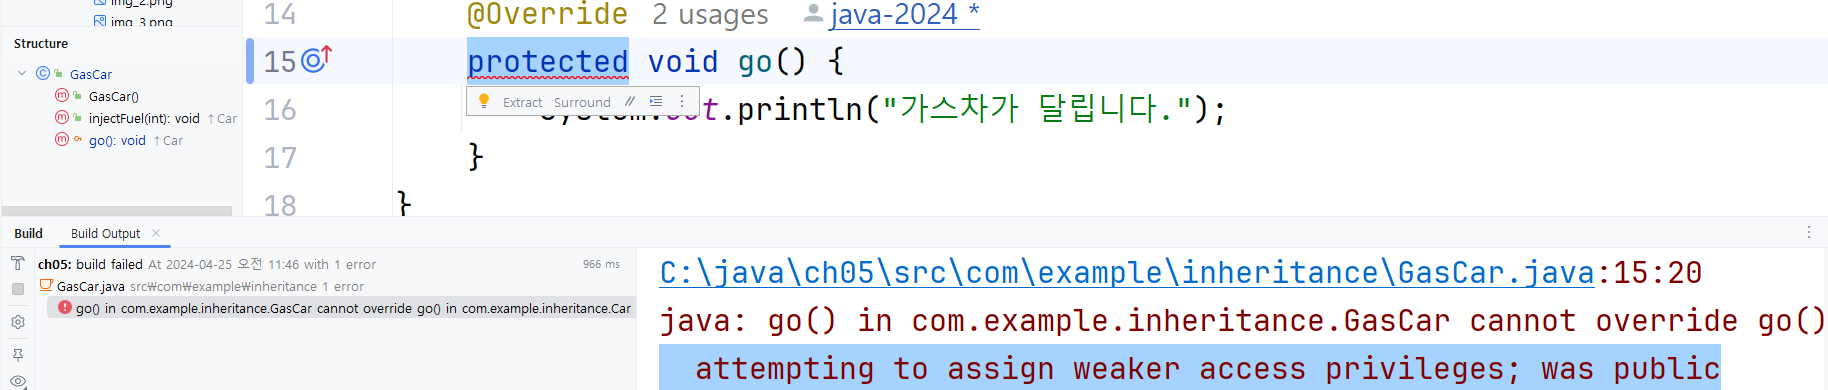 img_2.png
img_3.png
Structure
GasCar
GasCar()
injectFuel(int): void ↑Car
go(): void ↑Car
14 @Override 2 usages java-2024 *
15 protected void go() {
Extract Surround
16 System.out.println("가스차가 달립니다.");
17 }
18 }
Build Build Output ×
ch05: build failed At 2024-04-25 오전 11:46 with 1 error 966 ms
GasCar.java src₩com₩example₩inheritance 1 error
go() in com.example.inheritance.GasCar cannot override go() in com.example.inheritance.Car
C:\java\ch05\src\com\example\inheritance\GasCar.java:15:20
java: go() in com.example.inheritance.GasCar cannot override go()
attempting to assign weaker access privileges; was public